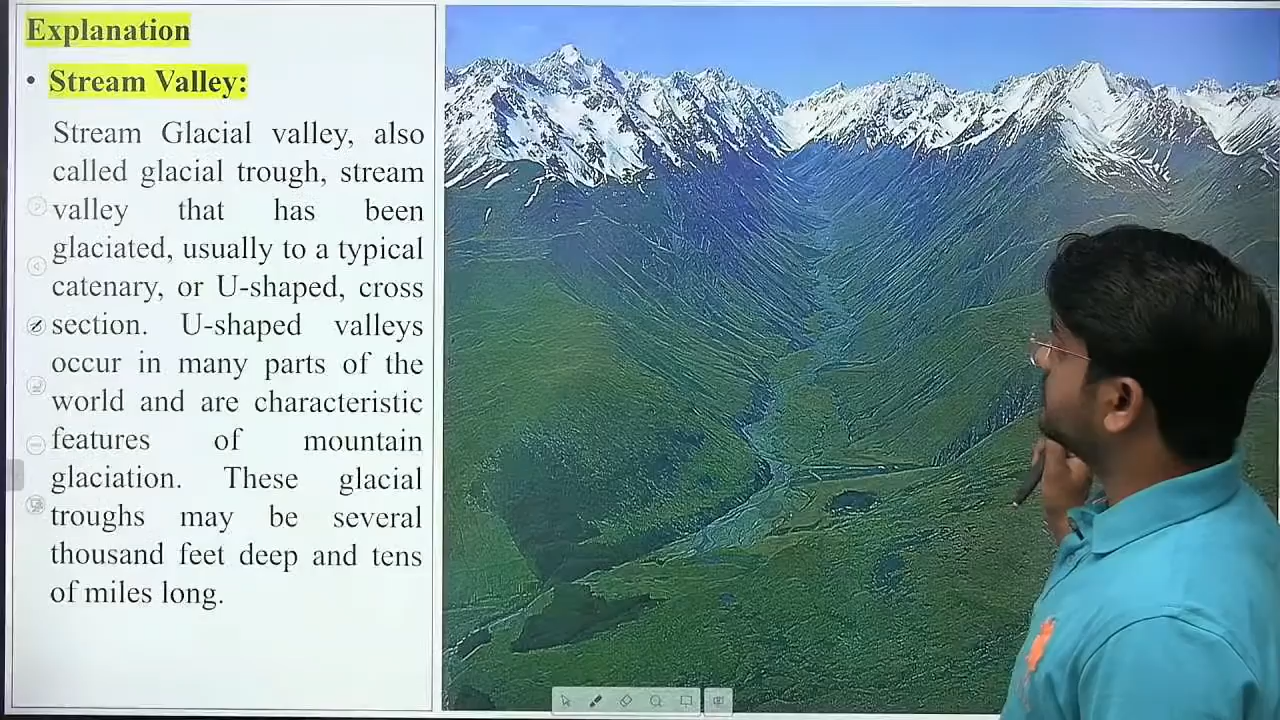 Explanation
• Stream Valley:
Stream Glacial valley, also
called glacial trough, stream
valley that has been
glaciated, usually to a typical
catenary, or U-shaped, cross
section. U-shaped valleys
occur in many parts of the
world and are characteristic
features of mountain
glaciation. These glacial
troughs may be several
thousand feet deep and tens
of miles long.